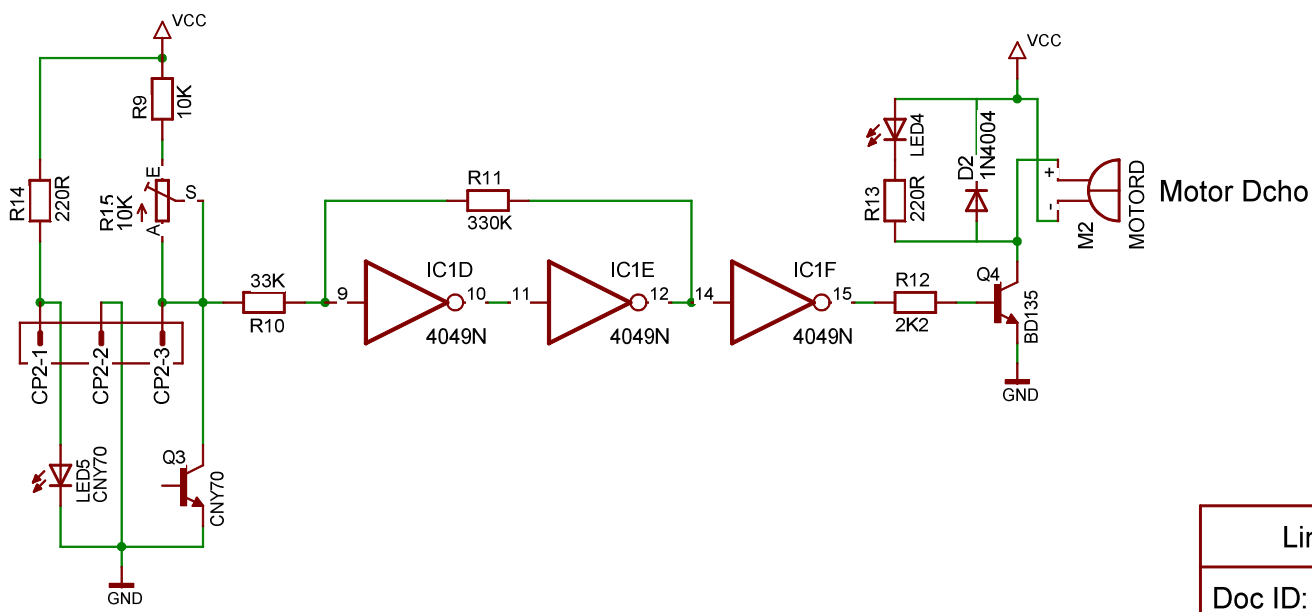 VCC
R9
10K
R14
220R
R15
10K
E
S
A
CP2-1
CP2-2
CP2-3
LED5
CNY70
Q3
CNY70
GND
33K
R10
R11
330K
9
IC1D
10
4049N
11
IC1E
12
4049N
14
IC1F
15
4049N
R12
2K2
VCC
LED4
R13
220R
D2
1N4004
+
-
M2
MOTORD
Motor Dcho
Q4
BD135
GND
Doc ID: